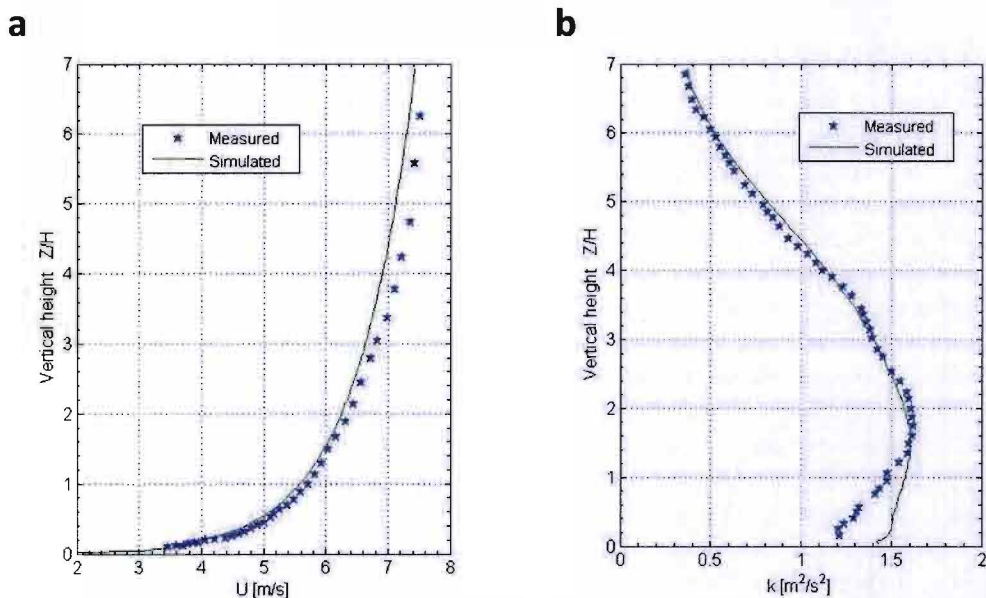 a
7
6
5
4
3
2
1
0
Vertical height Z/H
Measured
Simulated
2 3 4 5 6 7 8
U [m/s]
b
7
6
5
4
3
2
1
0
Vertical height Z/H
Measured
Simulated
0 0.5 1 1.5 2
k [m²/s²]